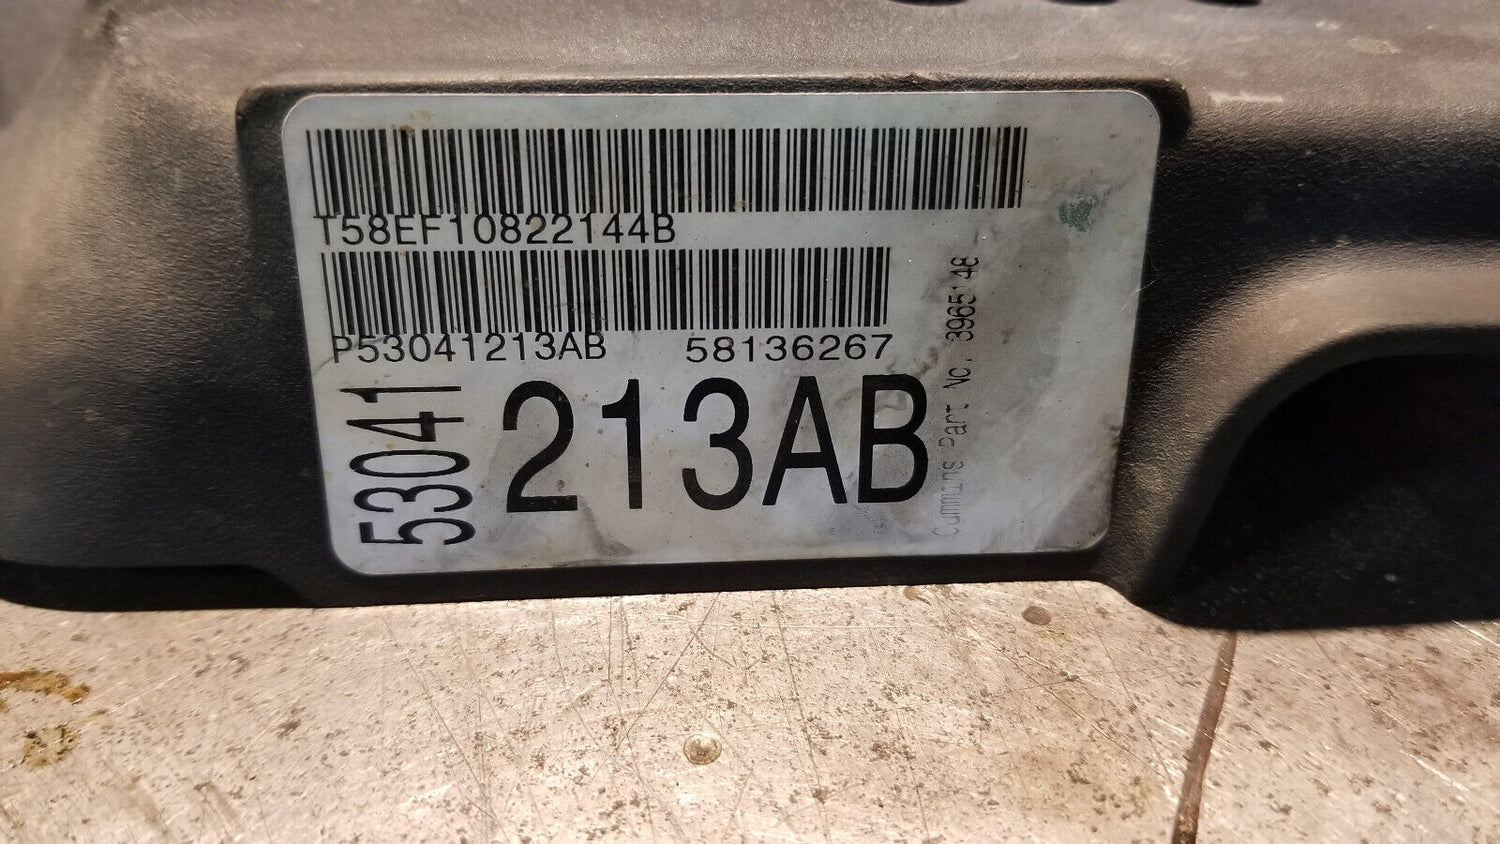 T58EF10822144B
P53041213AB 58136267
53041
213AB
Cummins Part No. 3965148